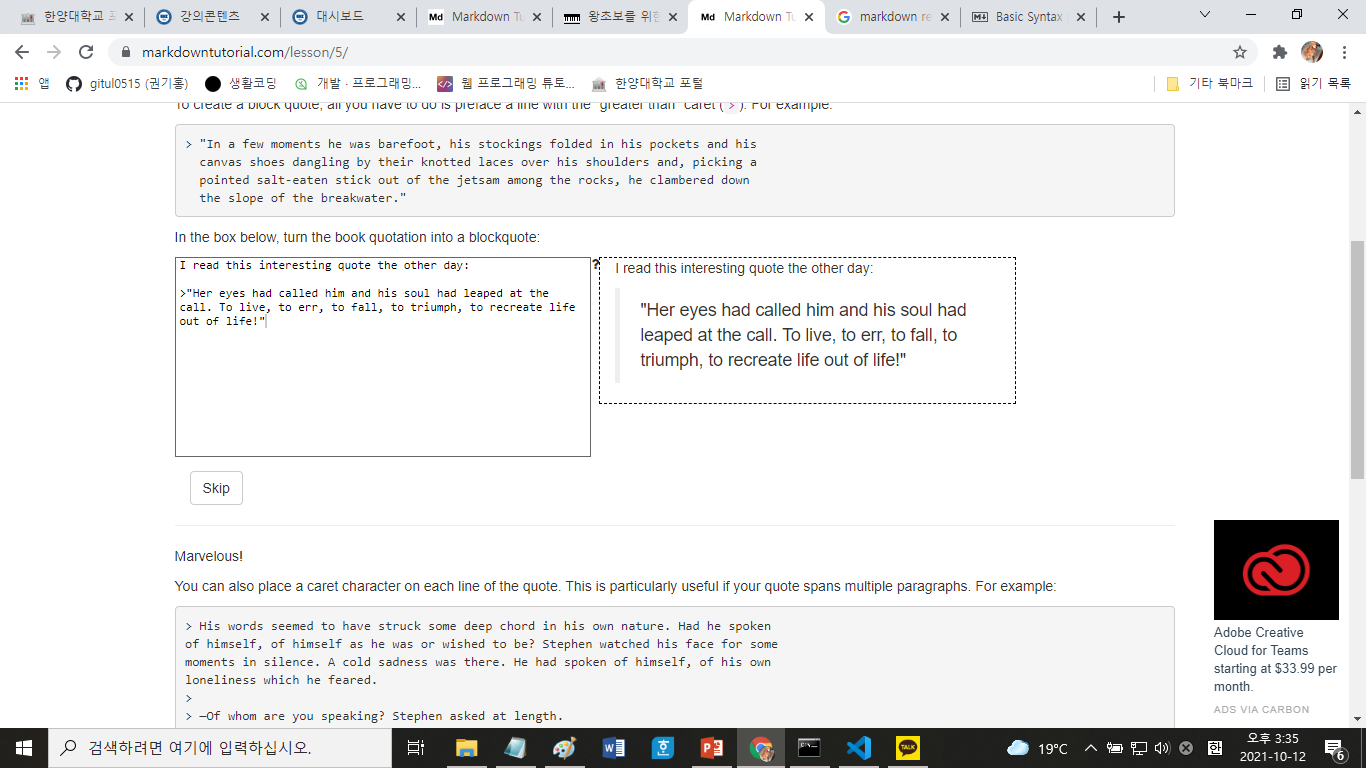 한양대학교 포
강의콘텐츠
대시보드
Md Markdown Tu
왕초보를 위한
Md Markdown Tu
markdown re
Basic Syntax
markdowntutorial.com/lesson/5/
앱
gitul0515 (권기홍)
생활코딩
개발 · 프로그래밍...
웹 프로그래밍 튜토...
한양대학교 포털
기타 북마크
읽기 목록
To create a block quote, all you have to do is preface a line with the "greater than" caret ( > ). For example:
> "In a few moments he was barefoot, his stockings folded in his pockets and his
canvas shoes dangling by their knotted laces over his shoulders and, picking a
pointed salt-eaten stick out of the jetsam among the rocks, he clambered down
the slope of the breakwater."
In the box below, turn the book quotation into a blockquote:
I read this interesting quote the other day:
>"Her eyes had called him and his soul had leaped at the
call. To live, to err, to fall, to triumph, to recreate life
out of life!"
?
I read this interesting quote the other day:
"Her eyes had called him and his soul had
leaped at the call. To live, to err, to fall, to
triumph, to recreate life out of life!"
Skip
Marvelous!
You can also place a caret character on each line of the quote. This is particularly useful if your quote spans multiple paragraphs. For example:
> His words seemed to have struck some deep chord in his own nature. Had he spoken
of himself, of himself as he was or wished to be? Stephen watched his face for some
moments in silence. A cold sadness was there. He had spoken of himself, of his own
loneliness which he feared.
>
> —Of whom are you speaking? Stephen asked at length.
Adobe Creative
Cloud for Teams
starting at $33.99 per
month.
ADS VIA CARBON
검색하려면 여기에 입력하십시오.
TALK
19°C
한
오후 3:35
2021-10-12
6